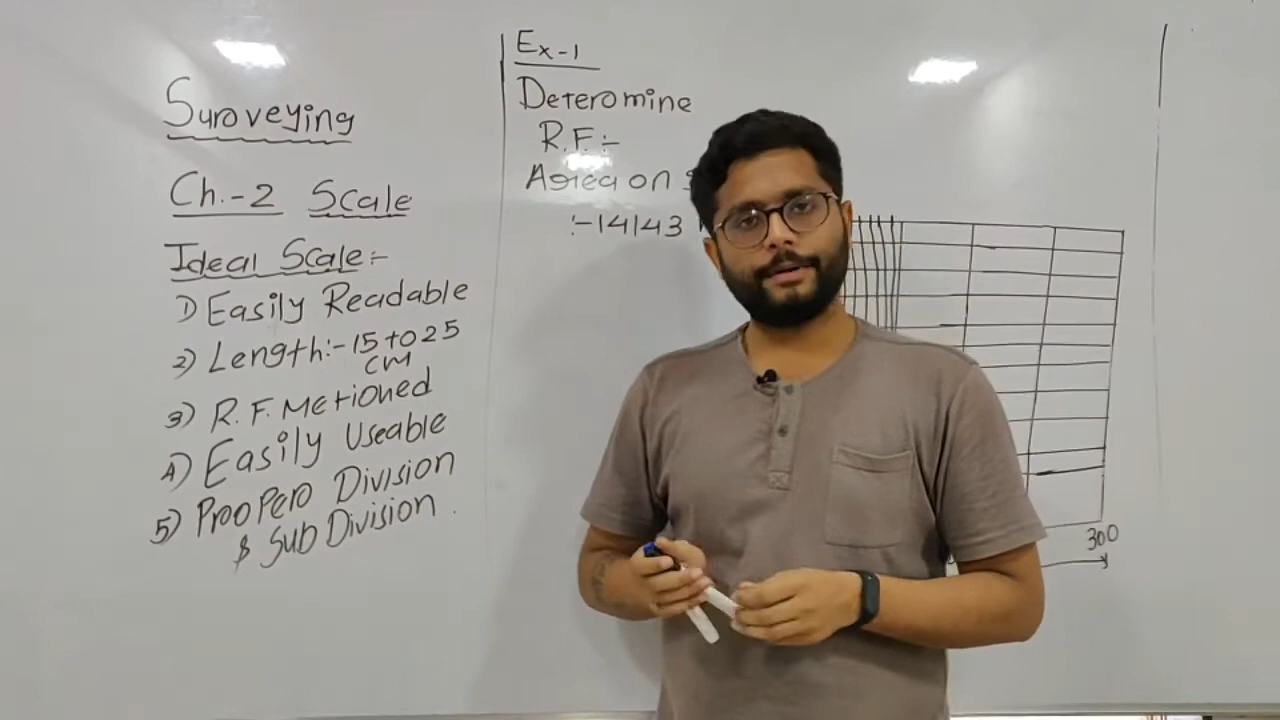 Suroveying
Ch.-2 Scale
Ideal Scale:-
1) Easily Readable
2) Length:-15 to 25
cm
3) R.F. Metioned
4) Easily Useable
5) Proopero Division
& Sub Division.
Ex-1
Deteromine
R.F:-
Area on
:-14143
300